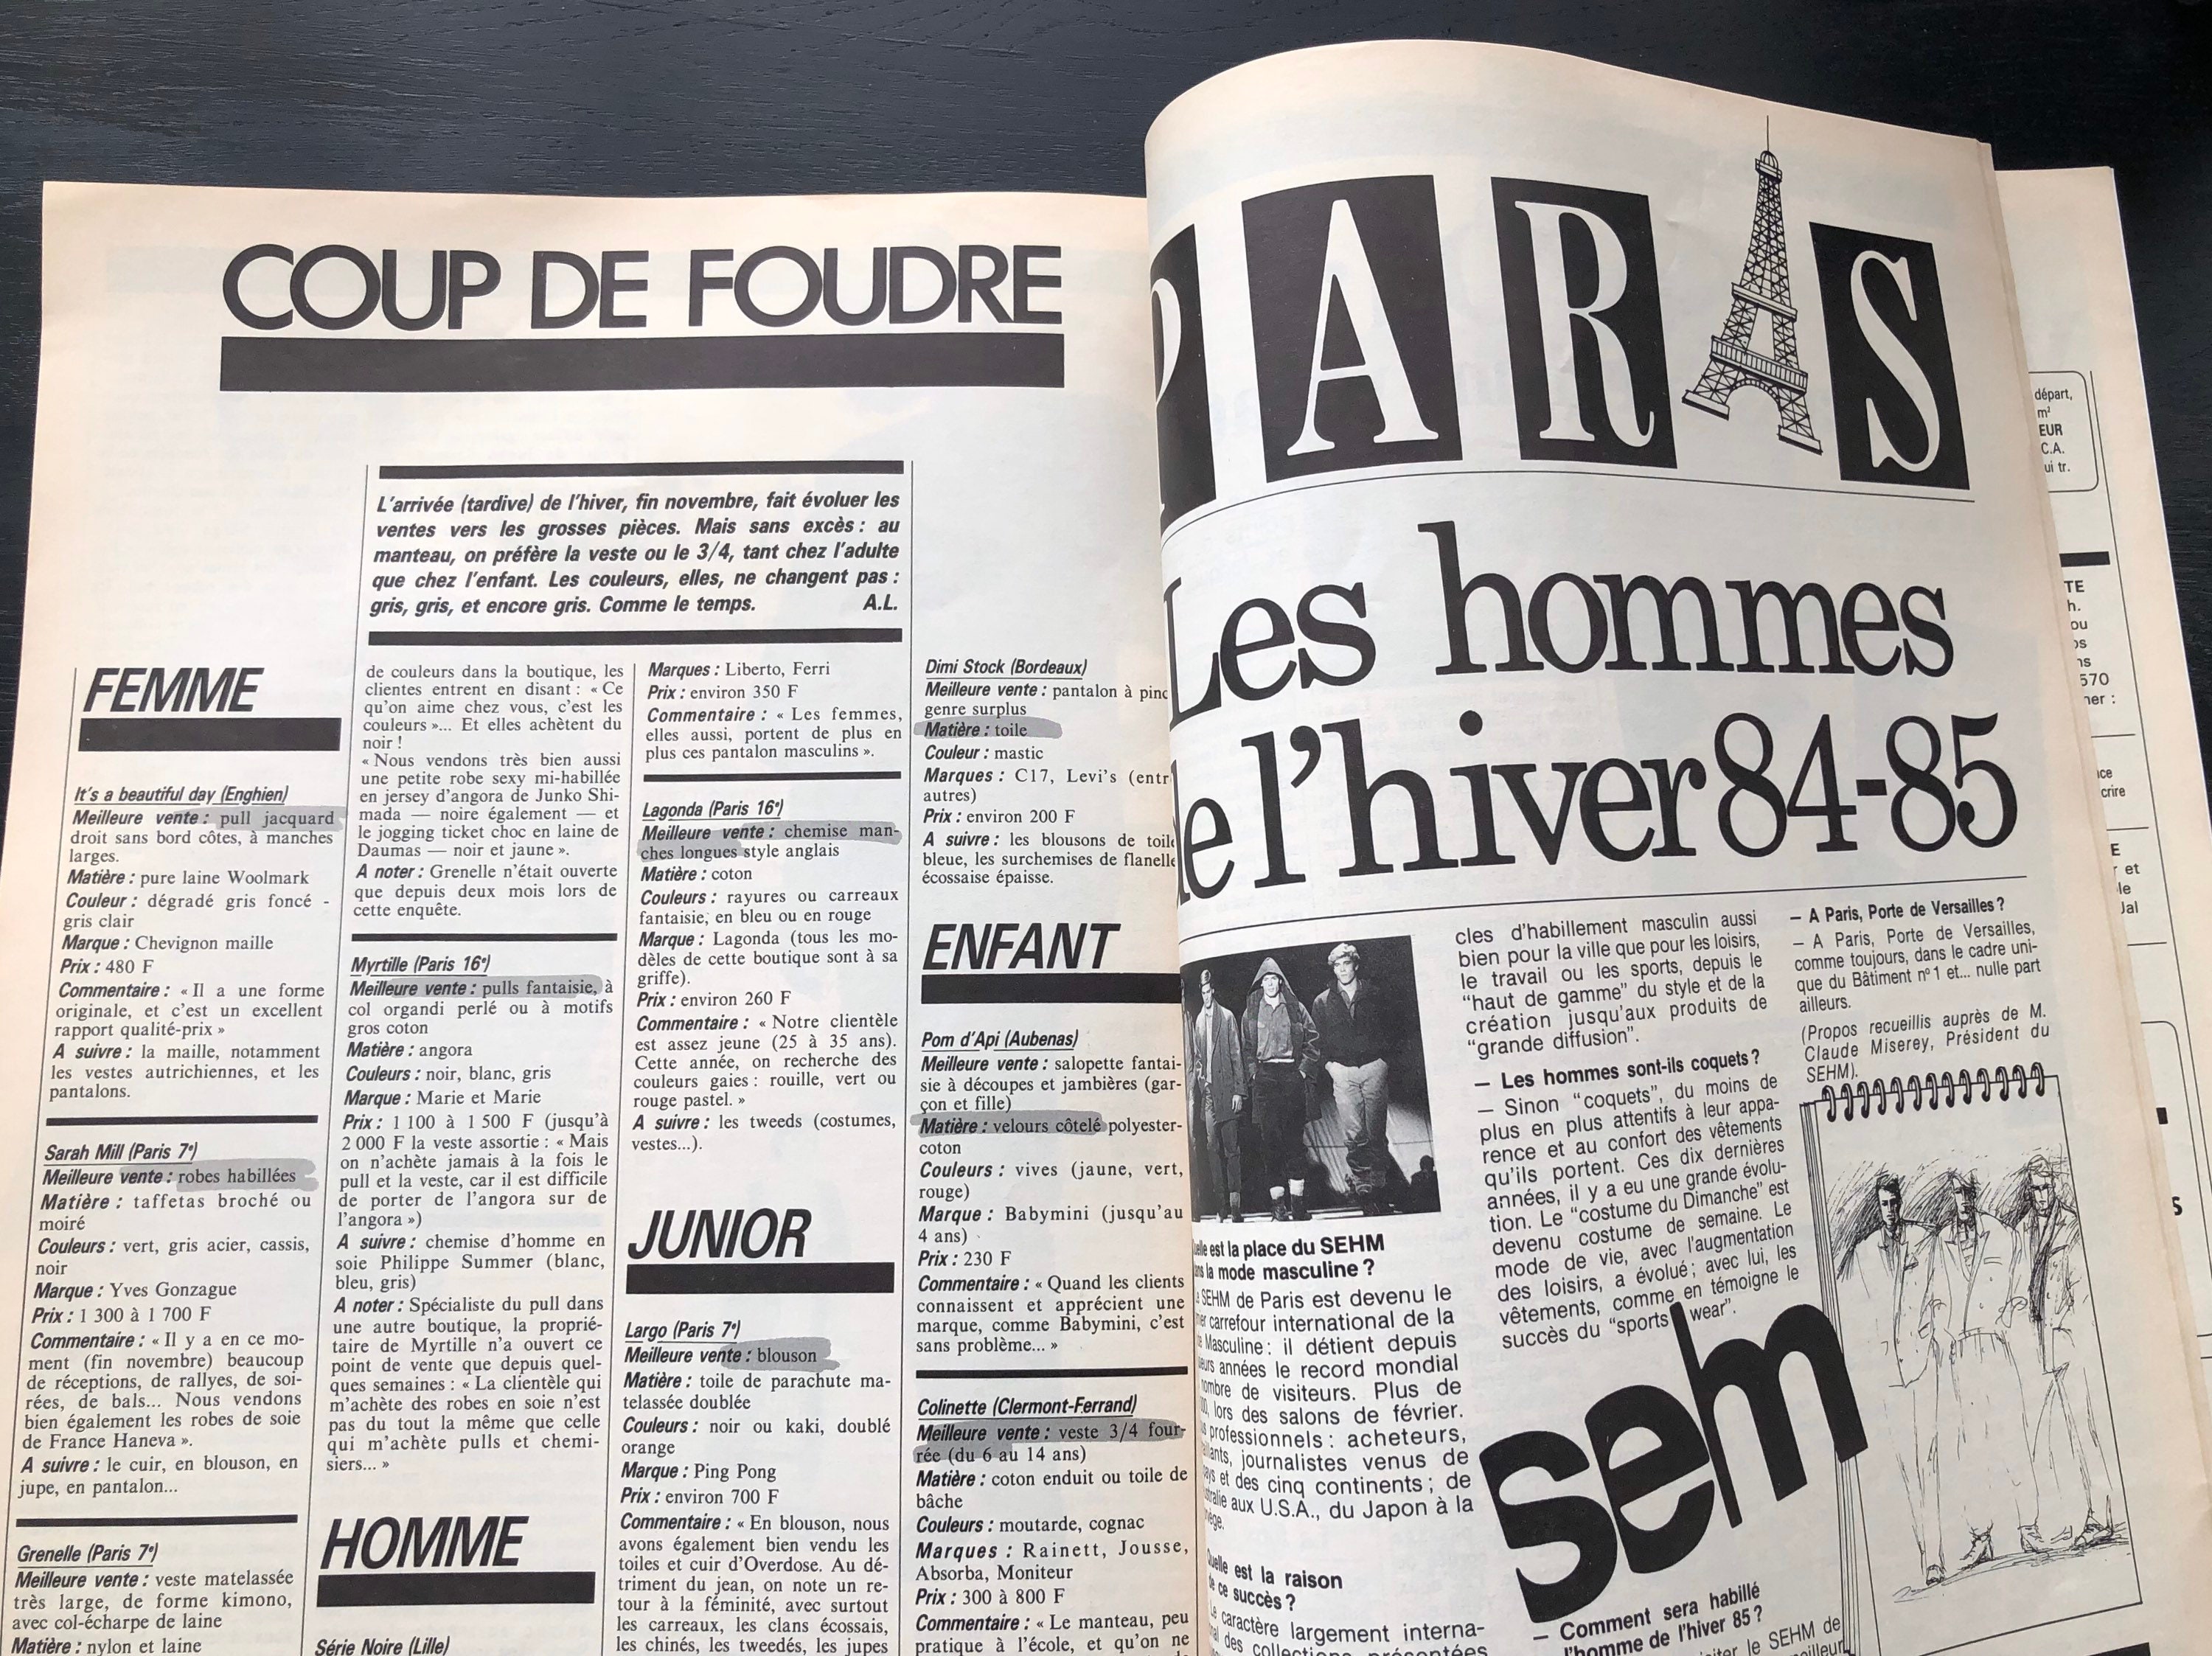 COUP DE FOUDRE
L'arrivée (tardive) de l'hiver, fin novembre, fait évoluer les
ventes vers les grosses pièces. Mais sans excès : au
manteau, on préfère la veste ou le 3/4, tant chez l'adulte
que chez l'enfant. Les couleurs, elles, ne changent pas :
gris, gris, et encore gris. Comme le temps. A.L.
FEMME
It's a beautiful day (Enghien)
Meilleure vente : pull jacquard
droit sans bord côtes, à manches
larges.
Matière : pure laine Woolmark
Couleur : dégradé gris foncé -
gris clair
Marque : Chevignon maille
Prix : 480 F
Commentaire : « Il a une forme
originale, et c'est un excellent
rapport qualité-prix »
A suivre : la maille, notamment
les vestes autrichiennes, et les
pantalons.
Sarah Mill (Paris 7e)
Meilleure vente : robes habillées
Matière : taffetas broché ou
moiré
Couleurs : vert, gris acier, cassis,
noir
Marque : Yves Gonzague
Prix : 1 300 à 1 700 F
Commentaire : « Il y a en ce mo-
ment (fin novembre) beaucoup
de réceptions, de rallyes, de soi-
rées, de bals... Nous vendons
bien également les robes de soie
de France Haneva ».
A suivre : le cuir, en blouson, en
jupe, en pantalon...
Grenelle (Paris 7e)
Meilleure vente : veste matelassée
très large, de forme kimono,
avec col-écharpe de laine
Matière : nylon et laine
de couleurs dans la boutique, les
clientes entrent en disant : « Ce
qu'on aime chez vous, c'est les
couleurs »... Et elles achètent du
noir !
« Nous vendons très bien aussi
une petite robe sexy mi-habillée
en jersey d'angora de Junko Shi-
mada — noire également — et
le jogging ticket choc en laine de
Daumas — noir et jaune ».
A noter : Grenelle n'était ouverte
que depuis deux mois lors de
cette enquête.
Myrtille (Paris 16e)
Meilleure vente : pulls fantaisie, à
col organdi perlé ou à motifs
gros coton
Matière : angora
Couleurs : noir, blanc, gris
Marque : Marie et Marie
Prix : 1 100 à 1 500 F (jusqu'à
2 000 F la veste assortie : « Mais
on n'achète jamais à la fois le
pull et la veste, car il est difficile
de porter de l'angora sur de
l'angora »)
A suivre : chemise d'homme en
soie Philippe Summer (blanc,
bleu, gris)
A noter : Spécialiste du pull dans
une autre boutique, la proprié-
taire de Myrtille n'a ouvert ce
point de vente que depuis quel-
ques semaines : « La clientèle qui
m'achète des robes en soie n'est
pas du tout la même que celle
qui m'achète pulls et chemi-
siers... »
HOMME
Série Noire (Lille)
Marques : Liberto, Ferri
Prix : environ 350 F
Commentaire : « Les femmes,
elles aussi, portent de plus en
plus ces pantalon masculins ».
Lagonda (Paris 16e)
Meilleure vente : chemise man-
ches longues style anglais
Matière : coton
Couleurs : rayures ou carreaux
fantaisie, en bleu ou en rouge
Marque : Lagonda (tous les mo-
dèles de cette boutique sont à sa
griffe).
Prix : environ 260 F
Commentaire : « Notre clientèle
est assez jeune (25 à 35 ans).
Cette année, on recherche des
couleurs gaies : rouille, vert ou
rouge pastel. »
A suivre : les tweeds (costumes,
vestes...).
JUNIOR
Largo (Paris 7e)
Meilleure vente : blouson
Matière : toile de parachute ma-
telassée doublée
Couleurs : noir ou kaki, doublé
orange
Marque : Ping Pong
Prix : environ 700 F
Commentaire : « En blouson, nous
avons également bien vendu les
toiles et cuir d'Overdose. Au dé-
triment du jean, on note un re-
tour à la féminité, avec surtout
les carreaux, les clans écossais,
les chinés, les tweedés, les jupes
Dimi Stock (Bordeaux)
Meilleure vente : pantalon à
genre surplus
Matière : toile
Couleur : mastic
Marques : C17, Levi's
autres)
Prix : environ 200 F
A suivre : les blousons de
bleue, les surchemises de
écossaise épaisse.
ENFANT
Pom d'Api (Aubenas)
Meilleure vente : salopette fantai-
sie à découpes et jambières (gar-
çon et fille)
Matière : velours côtelé polyester-
coton
Couleurs : vives (jaune, vert,
rouge)
Marque : Babymini (jusqu'au
4 ans)
Prix : 230 F
Commentaire : « Quand les clients
connaissent et apprécient une
marque, comme Babymini, c'est
sans problème... »
Colinette (Clermont-Ferrand)
Meilleure vente : veste 3/4 four-
rée (du 6 au 14 ans)
Matière : coton enduit ou toile de
bâche
Couleurs : moutarde, cognac
Marques : Rainett, Jousse,
Absorba, Moniteur
Prix : 300 à 800 F
Commentaire : « Le manteau, peu
pratique à l'école, et qu'on ne
PARIS
Les hommes
de l'hiver 84-85
est la place du SEHM
la mode masculine ?
SEHM de Paris est devenu le
carrefour international de la
Masculine : il détient depuis
années le record mondial
de visiteurs. Plus de
lors des salons de février.
professionnels : acheteurs,
journalistes venus de
et des cinq continents ; de
aux U.S.A., du Japon à la
est la raison
ce succès ?
caractère largement interna-
des collections présentées
cles d'habillement masculin aussi
bien pour la ville que pour les loisirs,
le travail ou les sports, depuis le
"haut de gamme" du style et de la
création jusqu'aux produits de
"grande diffusion".
— Les hommes sont-ils coquets ?
— Sinon "coquets", du moins de
plus en plus attentifs à leur appa-
rence et au confort des vêtements
qu'ils portent. Ces dix dernières
années, il y a eu une grande évolu-
tion. Le "costume du Dimanche" est
devenu costume de semaine. Le
mode de vie, avec l'augmentation
des loisirs, a évolué ; avec lui, les
vêtements, comme en témoigne le
succès du "sports wear".
sem
— Comment sera habillé
l'homme de l'hiver 85 ?
le SEHM de
— A Paris, Porte de Versailles ?
— A Paris, Porte de Versailles,
comme toujours, dans le cadre uni-
que du Bâtiment n° 1 et... nulle part
ailleurs.
(Propos recueillis auprès de M.
Claude Miserey, Président du
SEHM).
départ,
m²
EUR
C.A.
ui tr.
TE
h.
ou
570
crire
et